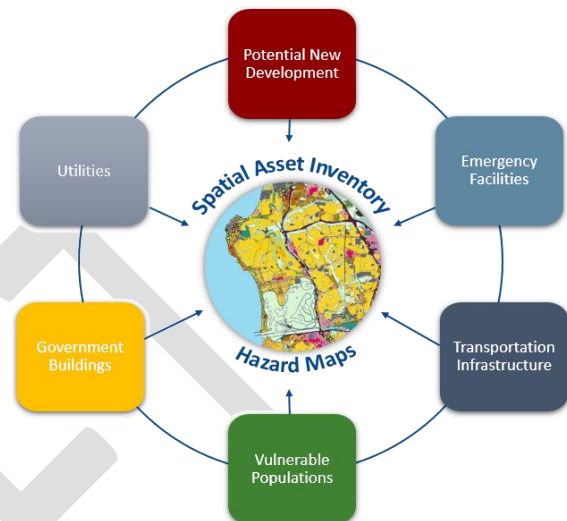 Potential New
Development
Utilities
Emergency
Facilities
Spatial Asset Inventory
Hazard Maps
Government
Buildings
Transportation
Infrastructure
Vulnerable
Populations